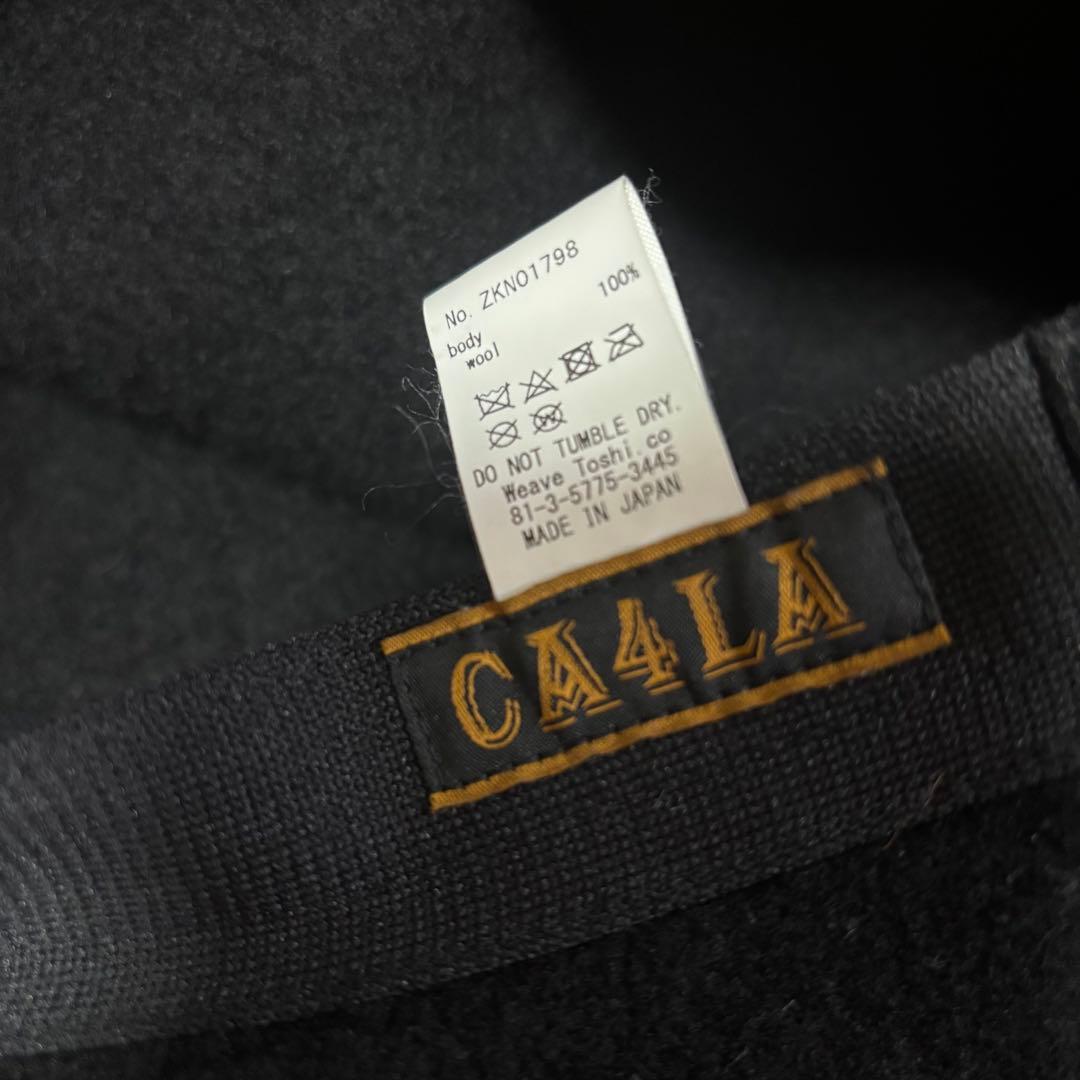 No. ZKNO1798
body
wool 100%
DO NOT TUMBLE DRY.
Weave Toshi.co
81-3-5775-3445
MADE IN JAPAN
CA4LA